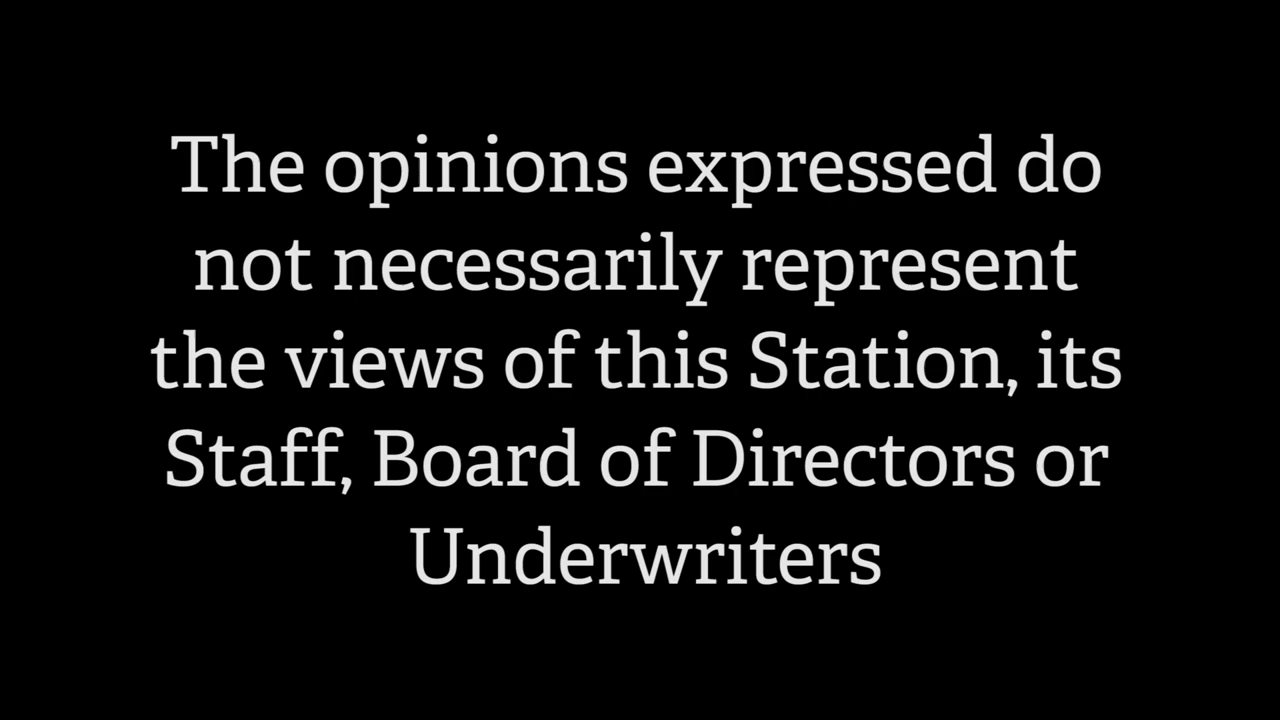 The opinions expressed do
not necessarily represent
the views of this Station, its
Staff, Board of Directors or
Underwriters